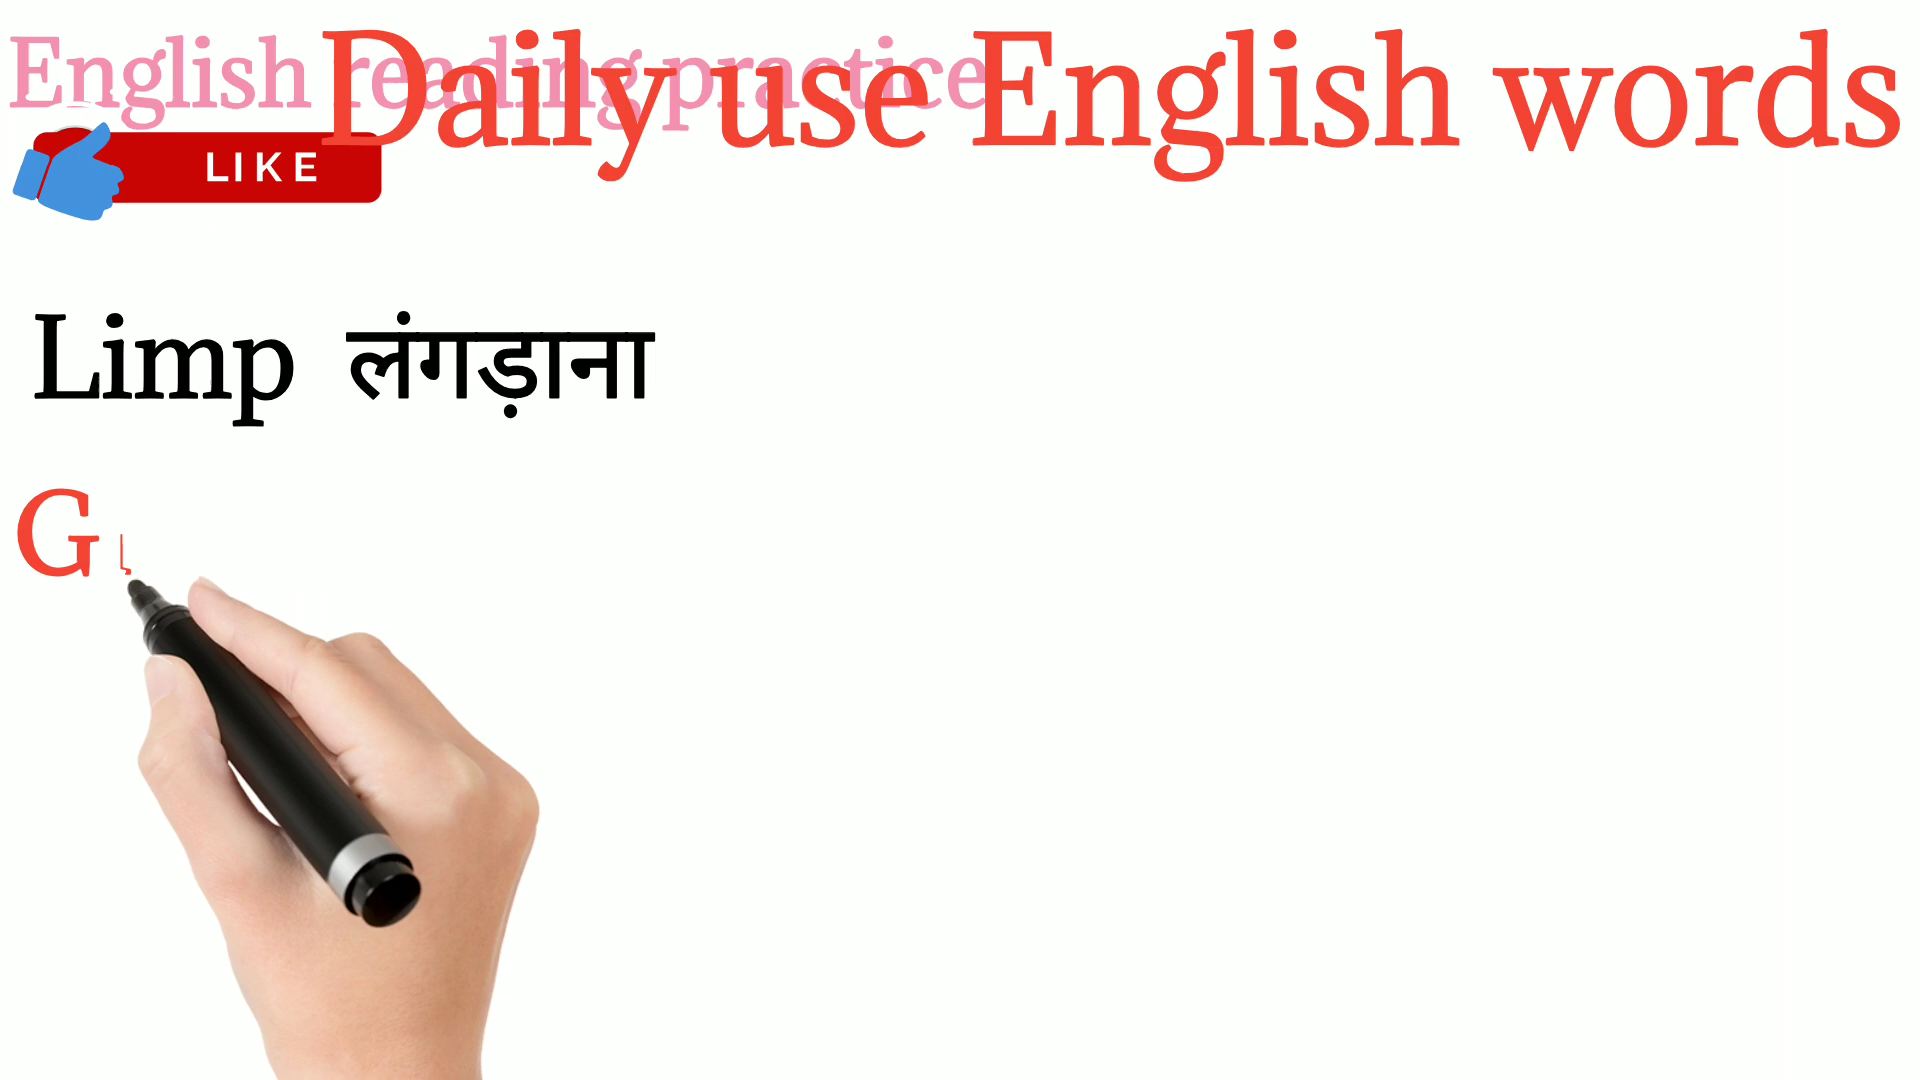 English reading practice
Daily use English words
LIKE
Limp लंगड़ाना
G